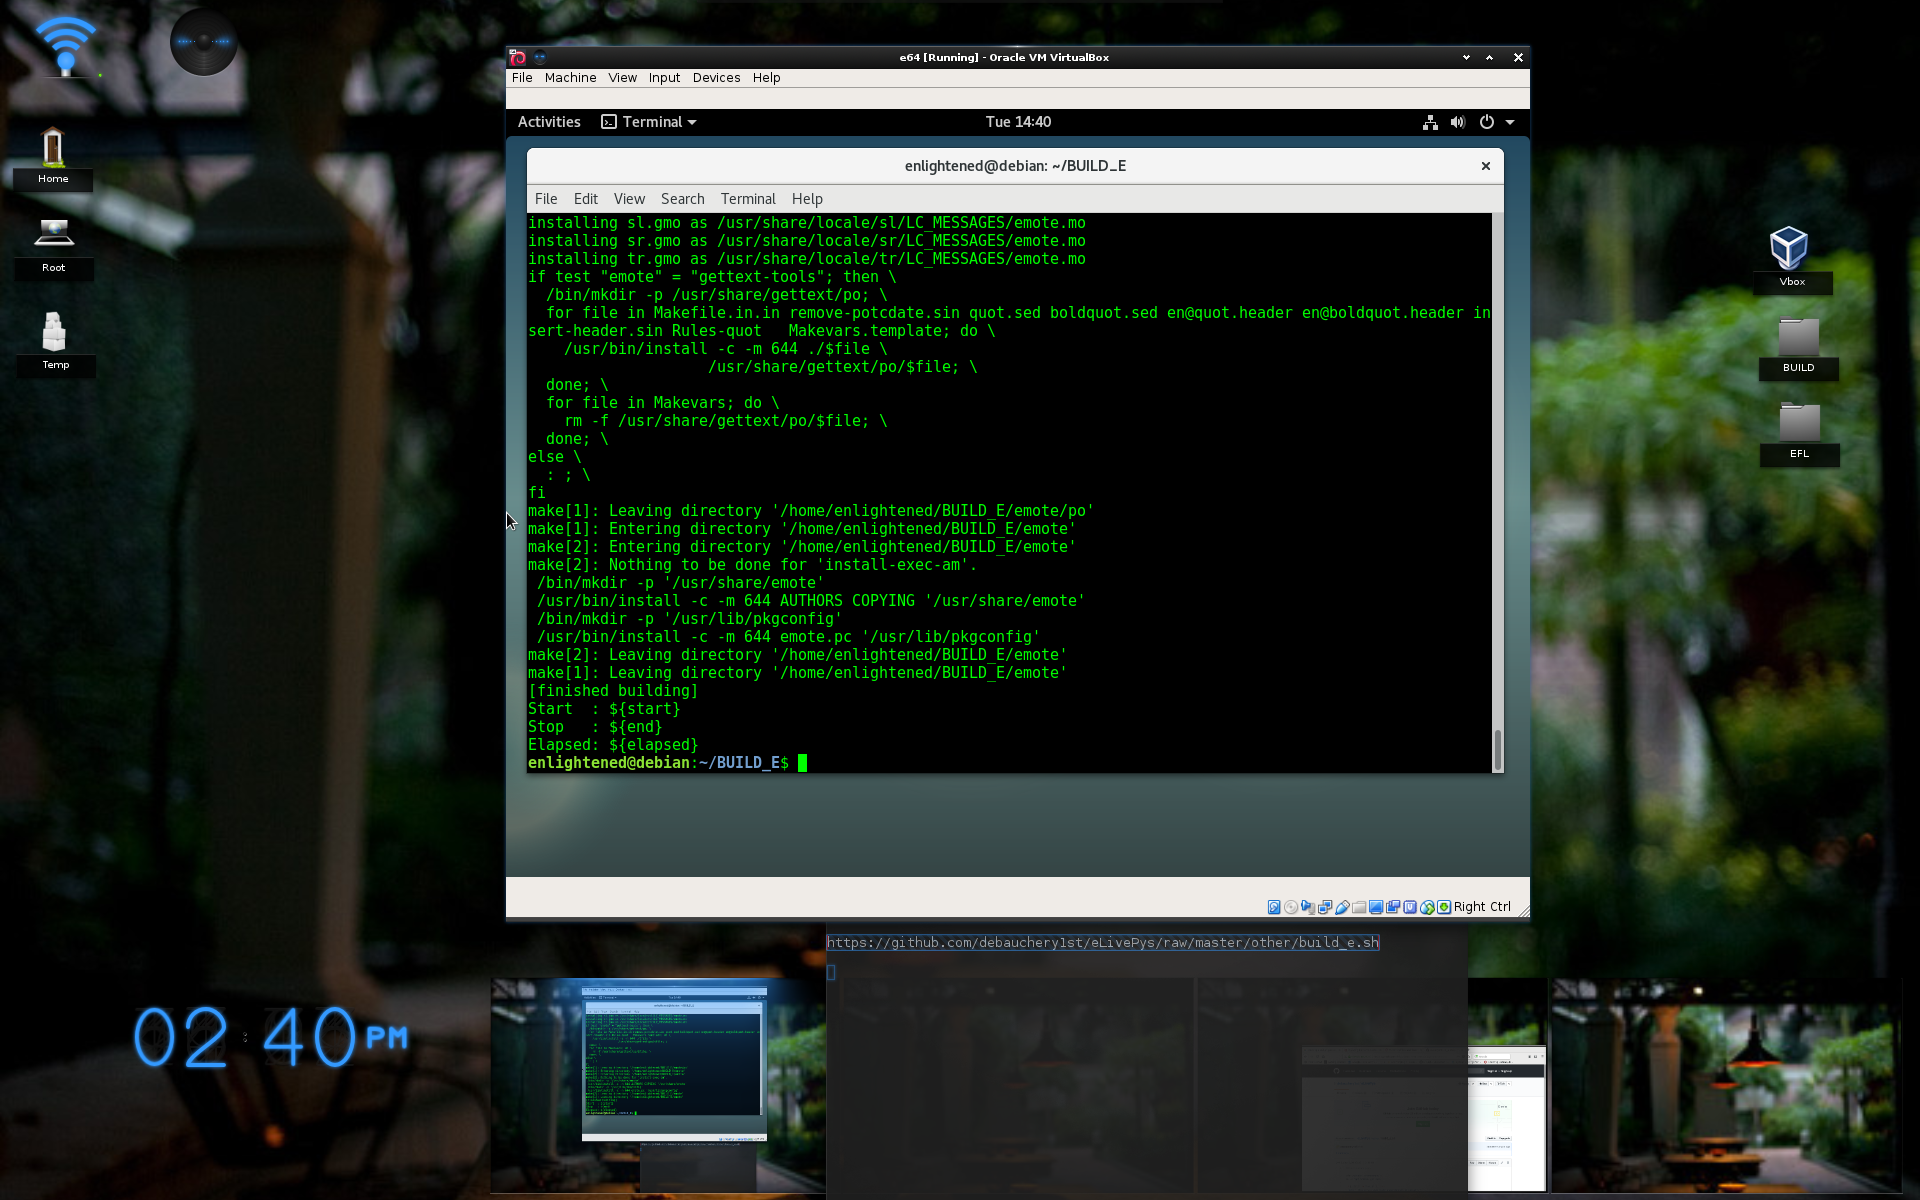 e64 [Running] - Oracle VM VirtualBox
File Machine View Input Devices Help
Activities Terminal Tue 14:40
enlightened@debian: ~/BUILD_E
File Edit View Search Terminal Help
installing sl.gmo as /usr/share/locale/sl/LC_MESSAGES/emote.mo
installing sr.gmo as /usr/share/locale/sr/LC_MESSAGES/emote.mo
installing tr.gmo as /usr/share/locale/tr/LC_MESSAGES/emote.mo
if test "emote" = "gettext-tools"; then \
  /bin/mkdir -p /usr/share/gettext/po; \
  for file in Makefile.in.in remove-potcdate.sin quot.sed boldquot.sed en@quot.header en@boldquot.header in
sert-header.sin Rules-quot   Makevars.template; do \
    /usr/bin/install -c -m 644 ./$file \
                    /usr/share/gettext/po/$file; \
  done; \
  for file in Makevars; do \
    rm -f /usr/share/gettext/po/$file; \
  done; \
else \
  : ; \
fi
make[1]: Leaving directory '/home/enlightened/BUILD_E/emote/po'
make[1]: Entering directory '/home/enlightened/BUILD_E/emote'
make[2]: Entering directory '/home/enlightened/BUILD_E/emote'
make[2]: Nothing to be done for 'install-exec-am'.
 /bin/mkdir -p '/usr/share/emote'
 /usr/bin/install -c -m 644 AUTHORS COPYING '/usr/share/emote'
 /bin/mkdir -p '/usr/lib/pkgconfig'
 /usr/bin/install -c -m 644 emote.pc '/usr/lib/pkgconfig'
make[2]: Leaving directory '/home/enlightened/BUILD_E/emote'
make[1]: Leaving directory '/home/enlightened/BUILD_E/emote'
[finished building]
Start  : ${start}
Stop   : ${end}
Elapsed: ${elapsed}
enlightened@debian:~/BUILD_E$
Right Ctrl
https://github.com/debauchery1st/eLivePys/raw/master/other/build_e.sh
Home
Root
Temp
Vbox
BUILD
EFL
02:40 PM